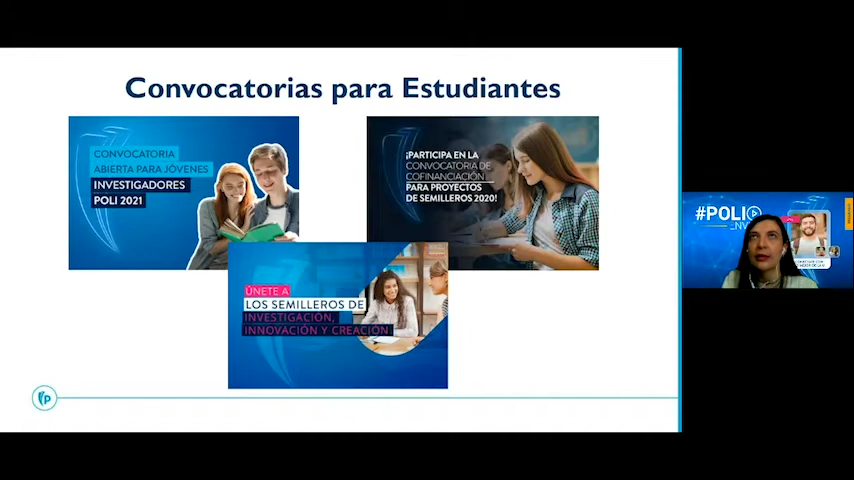 Convocatorias para Estudiantes
CONVOCATORIA
ABIERTA PARA JÓVENES
INVESTIGADORES
POLI 2021
¡PARTICIPA EN LA
CONVOCATORIA DE
COFINANCIACIÓN
PARA PROYECTOS
DE SEMILLEROS 2020!
ÚNETE A
LOS SEMILLEROS DE
INVESTIGACIÓN,
INNOVACIÓN Y CREACIÓN
p
#POLI